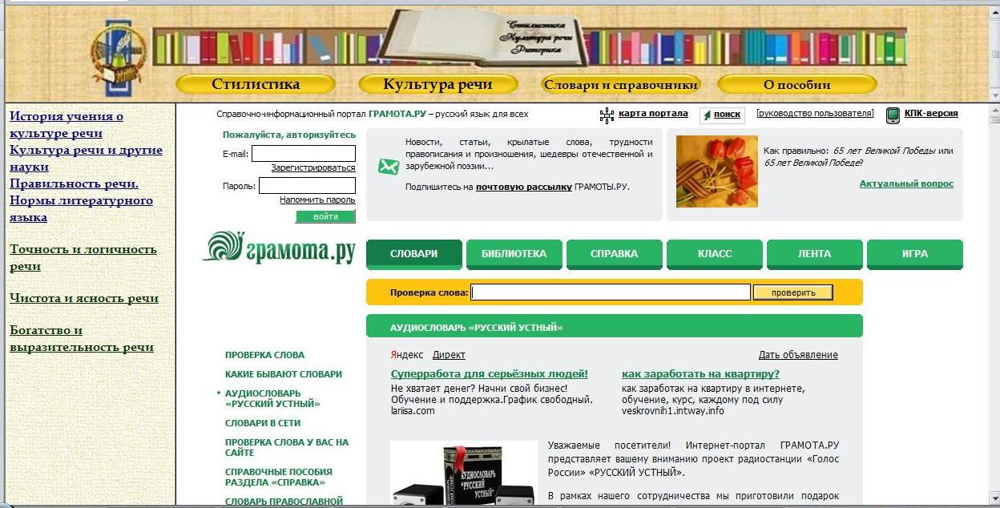 Стилистика
Культура речи
Риторика
Стилистика
Культура речи
Словари и справочники
О пособии
История учения о
культуре речи
Культура речи и другие
науки
Правильность речи.
Нормы литературного
языка
Точность и логичность
речи
Чистота и ясность речи
Богатство и
выразительность речи
Справочно-информационный портал ГРАМОТА.РУ – русский язык для всех
карта портала
поиск
[руководство пользователя]
КПК-версия
Пожалуйста, авторизуйтесь
E-mail:
Зарегистрироваться
Пароль:
Напомнить пароль
войти
Новости, статьи, крылатые слова, трудности
правописания и произношения, шедевры отечественной и
зарубежной поэзии...
Подпишитесь на почтовую рассылку ГРАМОТЫ.РУ.
Как правильно: 65 лет Великой Победы или
65 лет Великой Победе?
Актуальный вопрос
грамота.ру
СЛОВАРИ
БИБЛИОТЕКА
СПРАВКА
КЛАСС
ЛЕНТА
ИГРА
Проверка слова:
проверить
АУДИОСЛОВАРЬ «РУССКИЙ УСТНЫЙ»
ПРОВЕРКА СЛОВА
КАКИЕ БЫВАЮТ СЛОВАРИ
АУДИОСЛОВАРЬ
«РУССКИЙ УСТНЫЙ»
СЛОВАРИ В СЕТИ
ПРОВЕРКА СЛОВА У ВАС НА
САЙТЕ
СПРАВОЧНЫЕ ПОСОБИЯ
РАЗДЕЛА «СПРАВКА»
СЛОВАРЬ ПРАВОСЛАВНОЙ
Яндекс Директ
Дать объявление
Суперработа для серьёзных людей!
Не хватает денег? Начни свой бизнес!
Обучение и поддержка.График свободный.
lariisa.com
как заработать на квартиру?
как заработак на квартиру в интернете,
обучение, курс, каждому под силу
veskrovnih1.intway.info
АУДИОСЛОВАРЬ
"РУССКИЙ
УСТНЫЙ"
Уважаемые посетители! Интернет-портал ГРАМОТА.РУ
представляет вашему вниманию проект радиостанции «Голос
России» «РУССКИЙ УСТНЫЙ».
В рамках нашего сотрудничества мы приготовили подарок